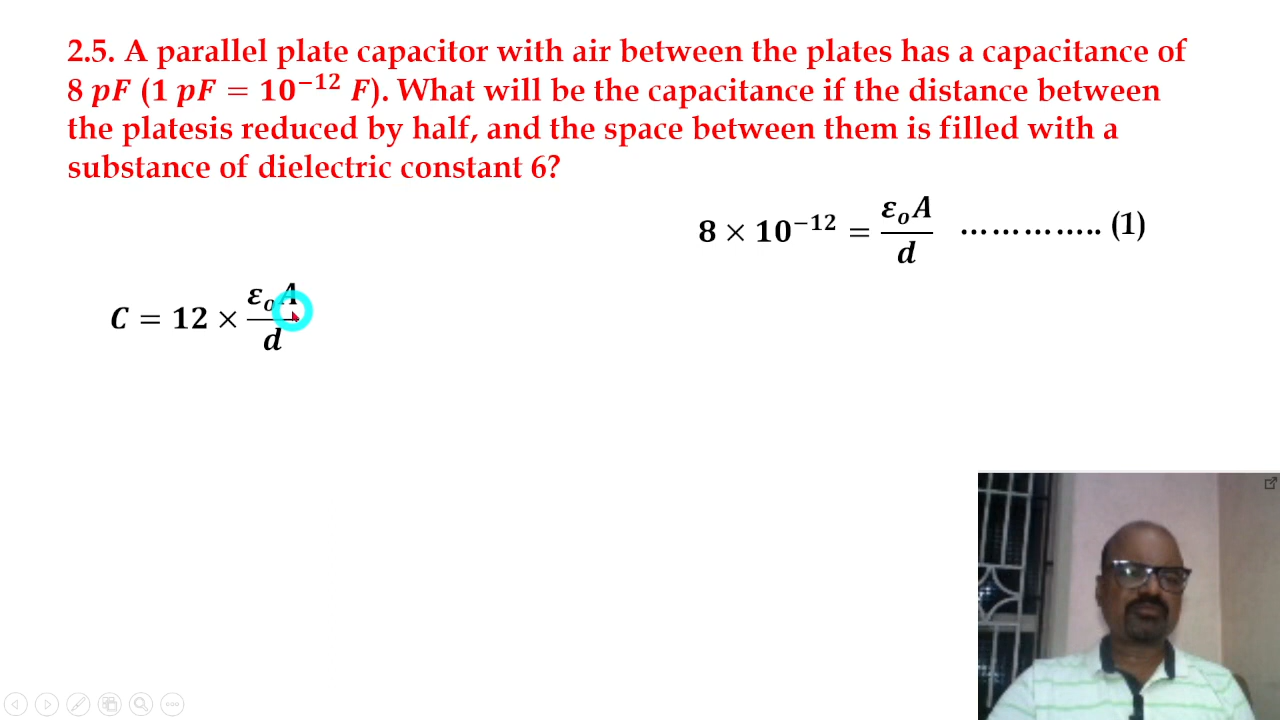 2.5. A parallel plate capacitor with air between the plates has a capacitance of
8 pF (1 pF = 10⁻¹² F). What will be the capacitance if the distance between
the platesis reduced by half, and the space between them is filled with a
substance of dielectric constant 6?
8 × 10⁻¹² = εₒA/d ………….. (1)
C = 12 × εₒA/d